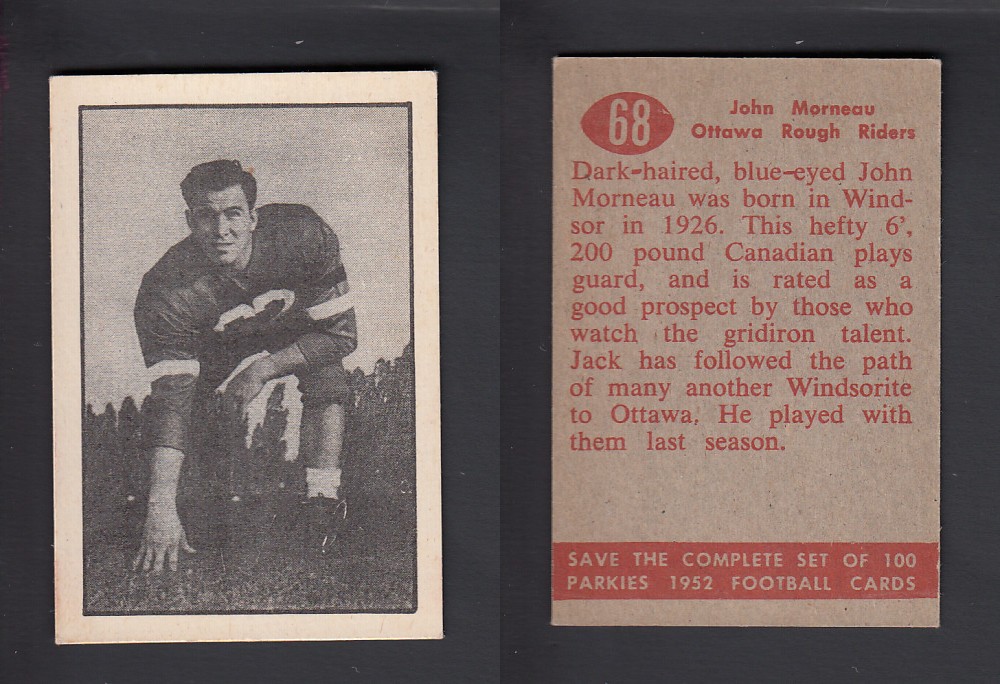 68
John Morneau
Ottawa Rough Riders
Dark-haired, blue-eyed John
Morneau was born in Wind-
sor in 1926. This hefty 6',
200 pound Canadian plays
guard, and is rated as a
good prospect by those who
watch the gridiron talent.
Jack has followed the path
of many another Windsorite
to Ottawa. He played with
them last season.
SAVE THE COMPLETE SET OF 100
PARKIES 1952 FOOTBALL CARDS